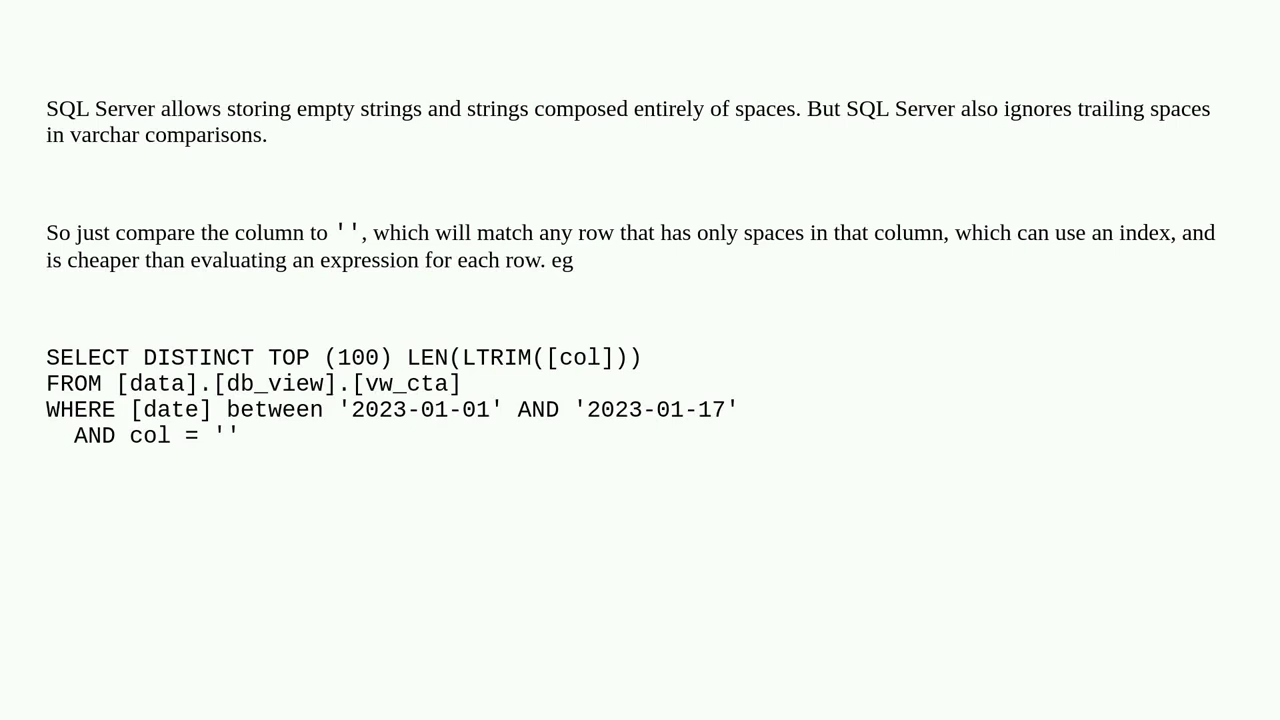 SQL Server allows storing empty strings and strings composed entirely of spaces. But SQL Server also ignores trailing spaces
in varchar comparisons.
So just compare the column to '', which will match any row that has only spaces in that column, which can use an index, and
is cheaper than evaluating an expression for each row. eg
SELECT DISTINCT TOP (100) LEN(LTRIM([col]))
FROM [data].[db_view].[vw_cta]
WHERE [date] between '2023-01-01' AND '2023-01-17'
  AND col = ''